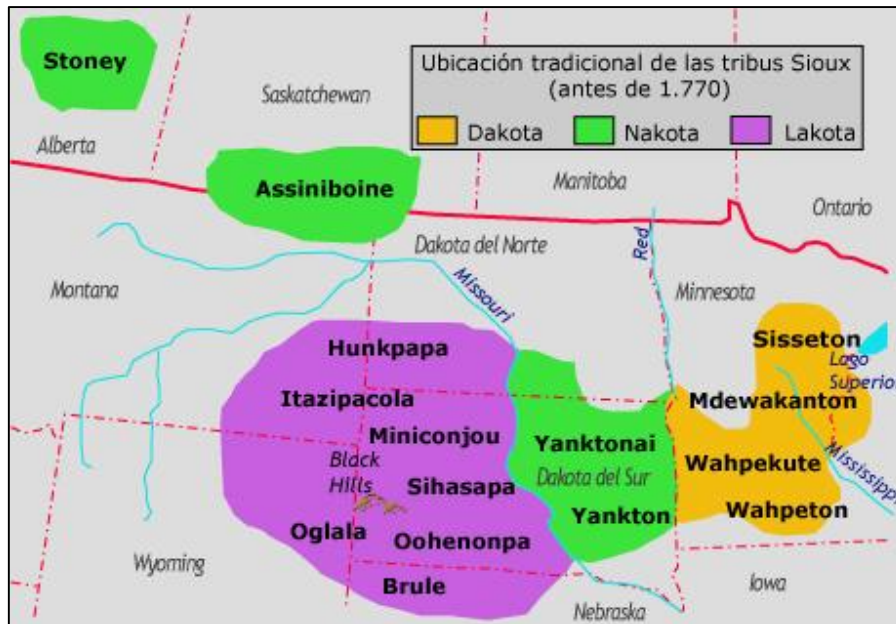 Stoney
Ubicación tradicional de las tribus Sioux
(antes de 1.770)
Dakota
Nakota
Lakota
Saskatchewan
Alberta
Assiniboine
Manitoba
Ontario
Dakota del Norte
Red
Montana
Missouri
Minnesota
Hunkpapa
Sisseton
Lago
Superior
Itazipacola
Mdewakanton
Miniconjou
Yanktonai
Black
Hills
Wahpekute
Dakota del Sur
Sihasapa
Mississippi
Oglala
Yankton
Wahpeton
Oohenonpa
Wyoming
Brule
Iowa
Nebraska